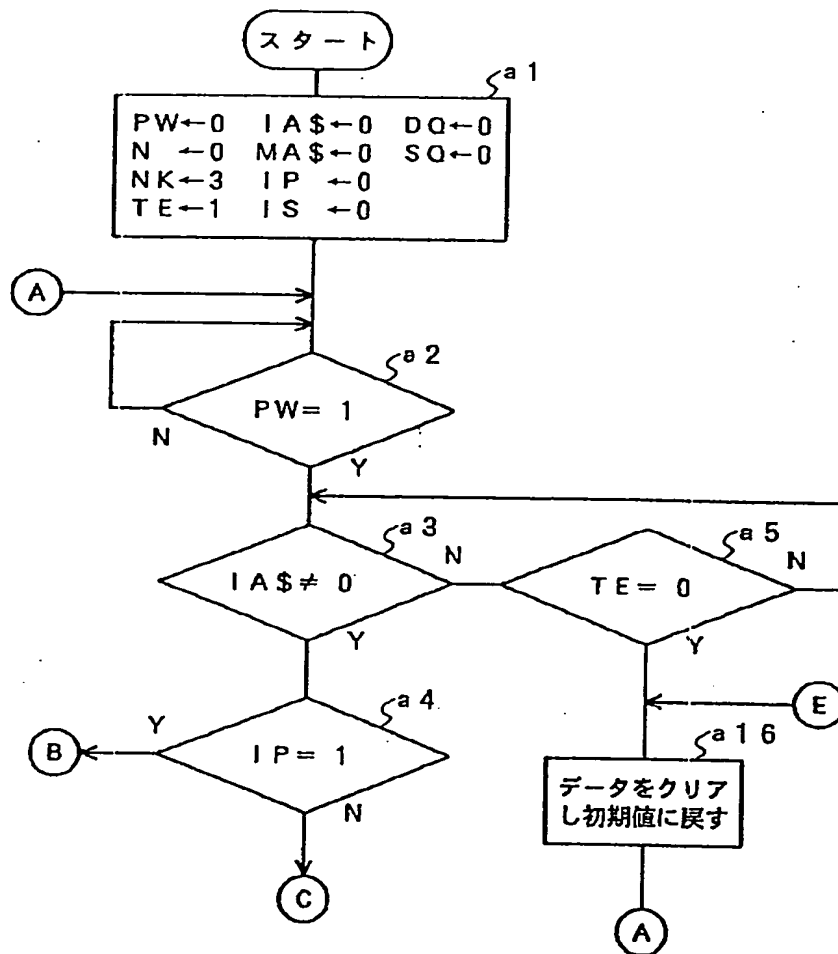 スタート
a1
PW←0 IA$←0 DQ←0
N ←0 MA$←0 SQ←0
NK←3 IP ←0
TE←1 IS ←0
A
a2
PW= 1
N
Y
a3
IA$≠ 0
N
Y
a5
TE= 0
N
Y
E
a4
IP= 1
Y
B
N
C
a16
データをクリア
し初期値に戻す
A